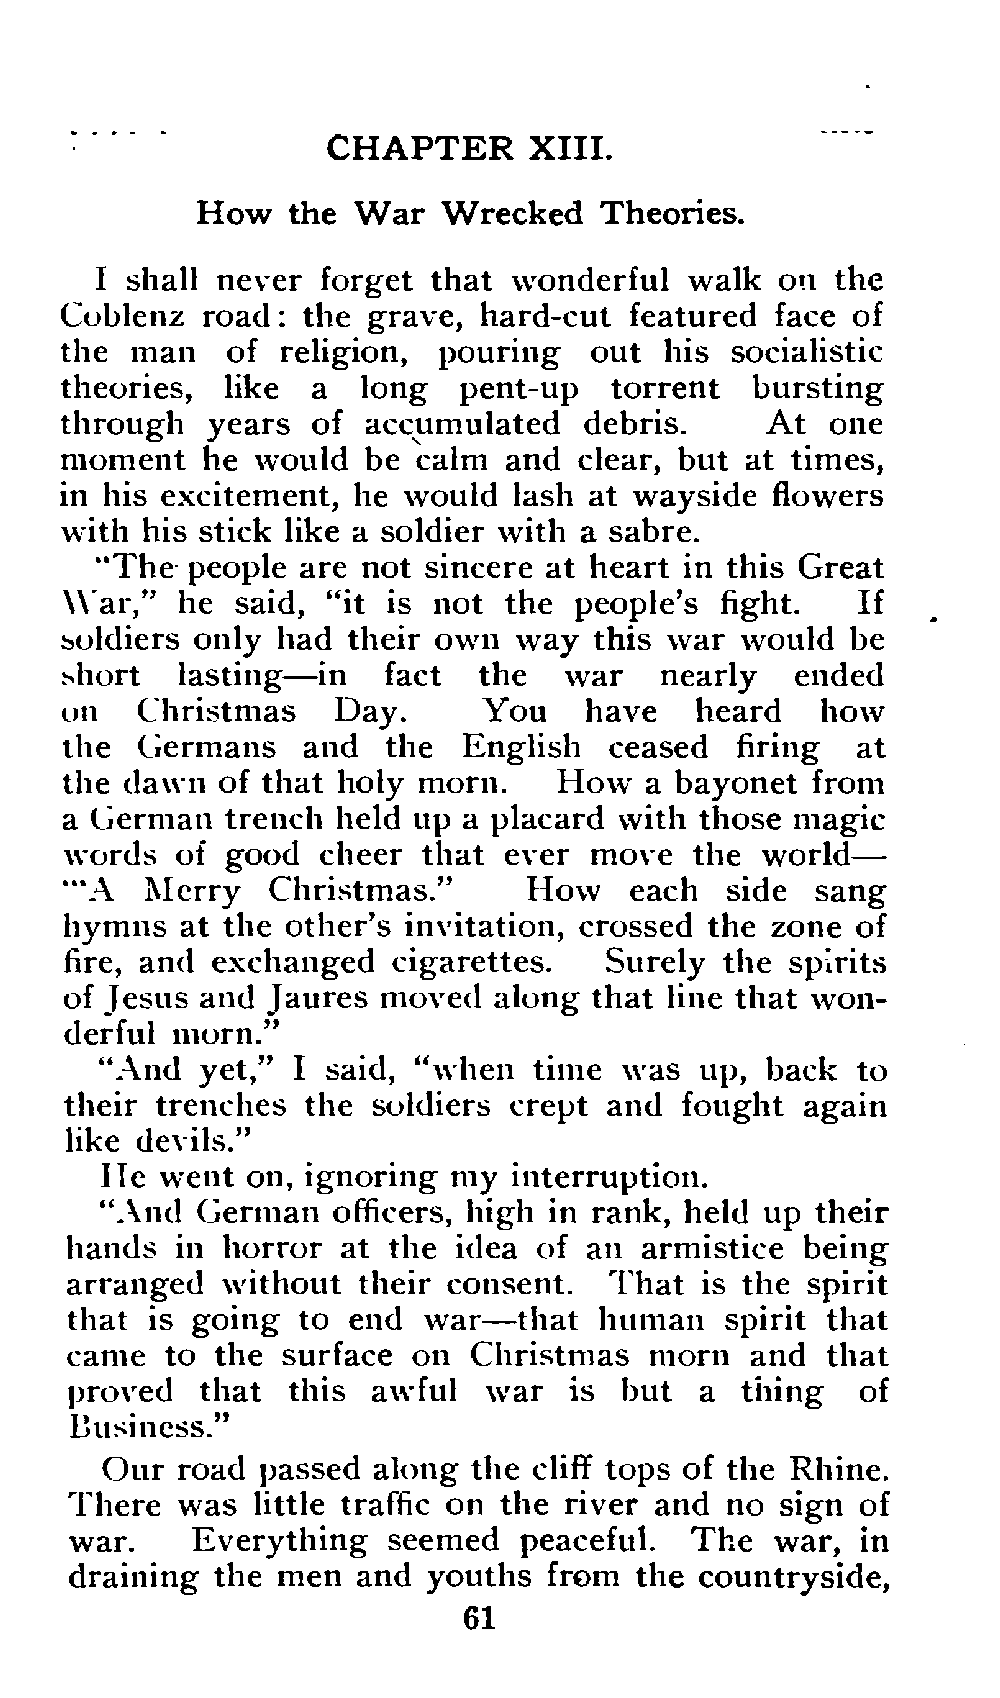 CHAPTER XIII.
How the War Wrecked Theories.
I shall never forget that wonderful walk on the
Coblenz road: the grave, hard-cut featured face of
the man of religion, pouring out his socialistic
theories, like a long pent-up torrent bursting
through years of accumulated debris. At one
moment he would be calm and clear, but at times,
in his excitement, he would lash at wayside flowers
with his stick like a soldier with a sabre.
"The people are not sincere at heart in this Great
War," he said, "it is not the people's fight. If
soldiers only had their own way this war would be
short lasting—in fact the war nearly ended
on Christmas Day. You have heard how
the Germans and the English ceased firing at
the dawn of that holy morn. How a bayonet from
a German trench held up a placard with those magic
words of good cheer that ever move the world—
"'A Merry Christmas." How each side sang
hymns at the other's invitation, crossed the zone of
fire, and exchanged cigarettes. Surely the spirits
of Jesus and Jaures moved along that line that won-
derful morn."
"And yet," I said, "when time was up, back to
their trenches the soldiers crept and fought again
like devils."
He went on, ignoring my interruption.
"And German officers, high in rank, held up their
hands in horror at the idea of an armistice being
arranged without their consent. That is the spirit
that is going to end war—that human spirit that
came to the surface on Christmas morn and that
proved that this awful war is but a thing of
Business."
Our road passed along the cliff tops of the Rhine.
There was little traffic on the river and no sign of
war. Everything seemed peaceful. The war, in
draining the men and youths from the countryside,
61